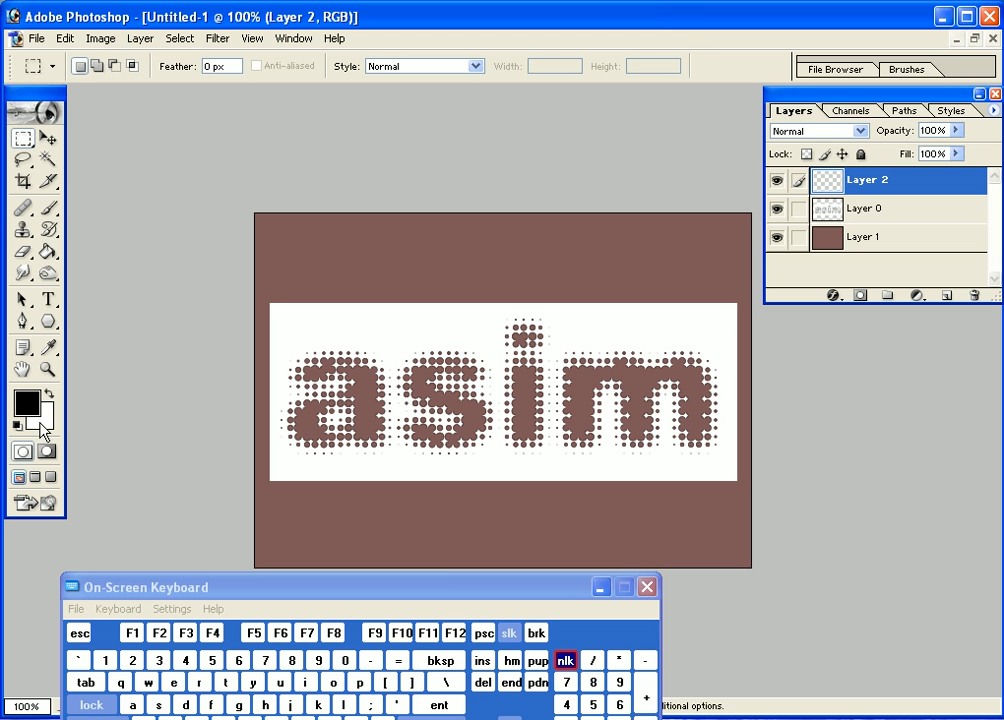 Adobe Photoshop - [Untitled-1 @ 100% (Layer 2, RGB)]
File Edit Image Layer Select Filter View Window Help
Feather: 0 px Anti-aliased Style: Normal Width: Height: File Browser Brushes
Layers Channels Paths Styles
Normal Opacity: 100%
Lock: Fill: 100%
Layer 2
Layer 0
Layer 1
asim
On-Screen Keyboard
File Keyboard Settings Help
esc F1 F2 F3 F4 F5 F6 F7 F8 F9 F10 F11 F12 psc slk brk
` 1 2 3 4 5 6 7 8 9 0 - = bksp ins hm pup nlk / * -
tab q w e r t y u i o p [ ] \ del end pdn 7 8 9 +
lock a s d f g h j k l ; ' ent 4 5 6
100% ditional options.